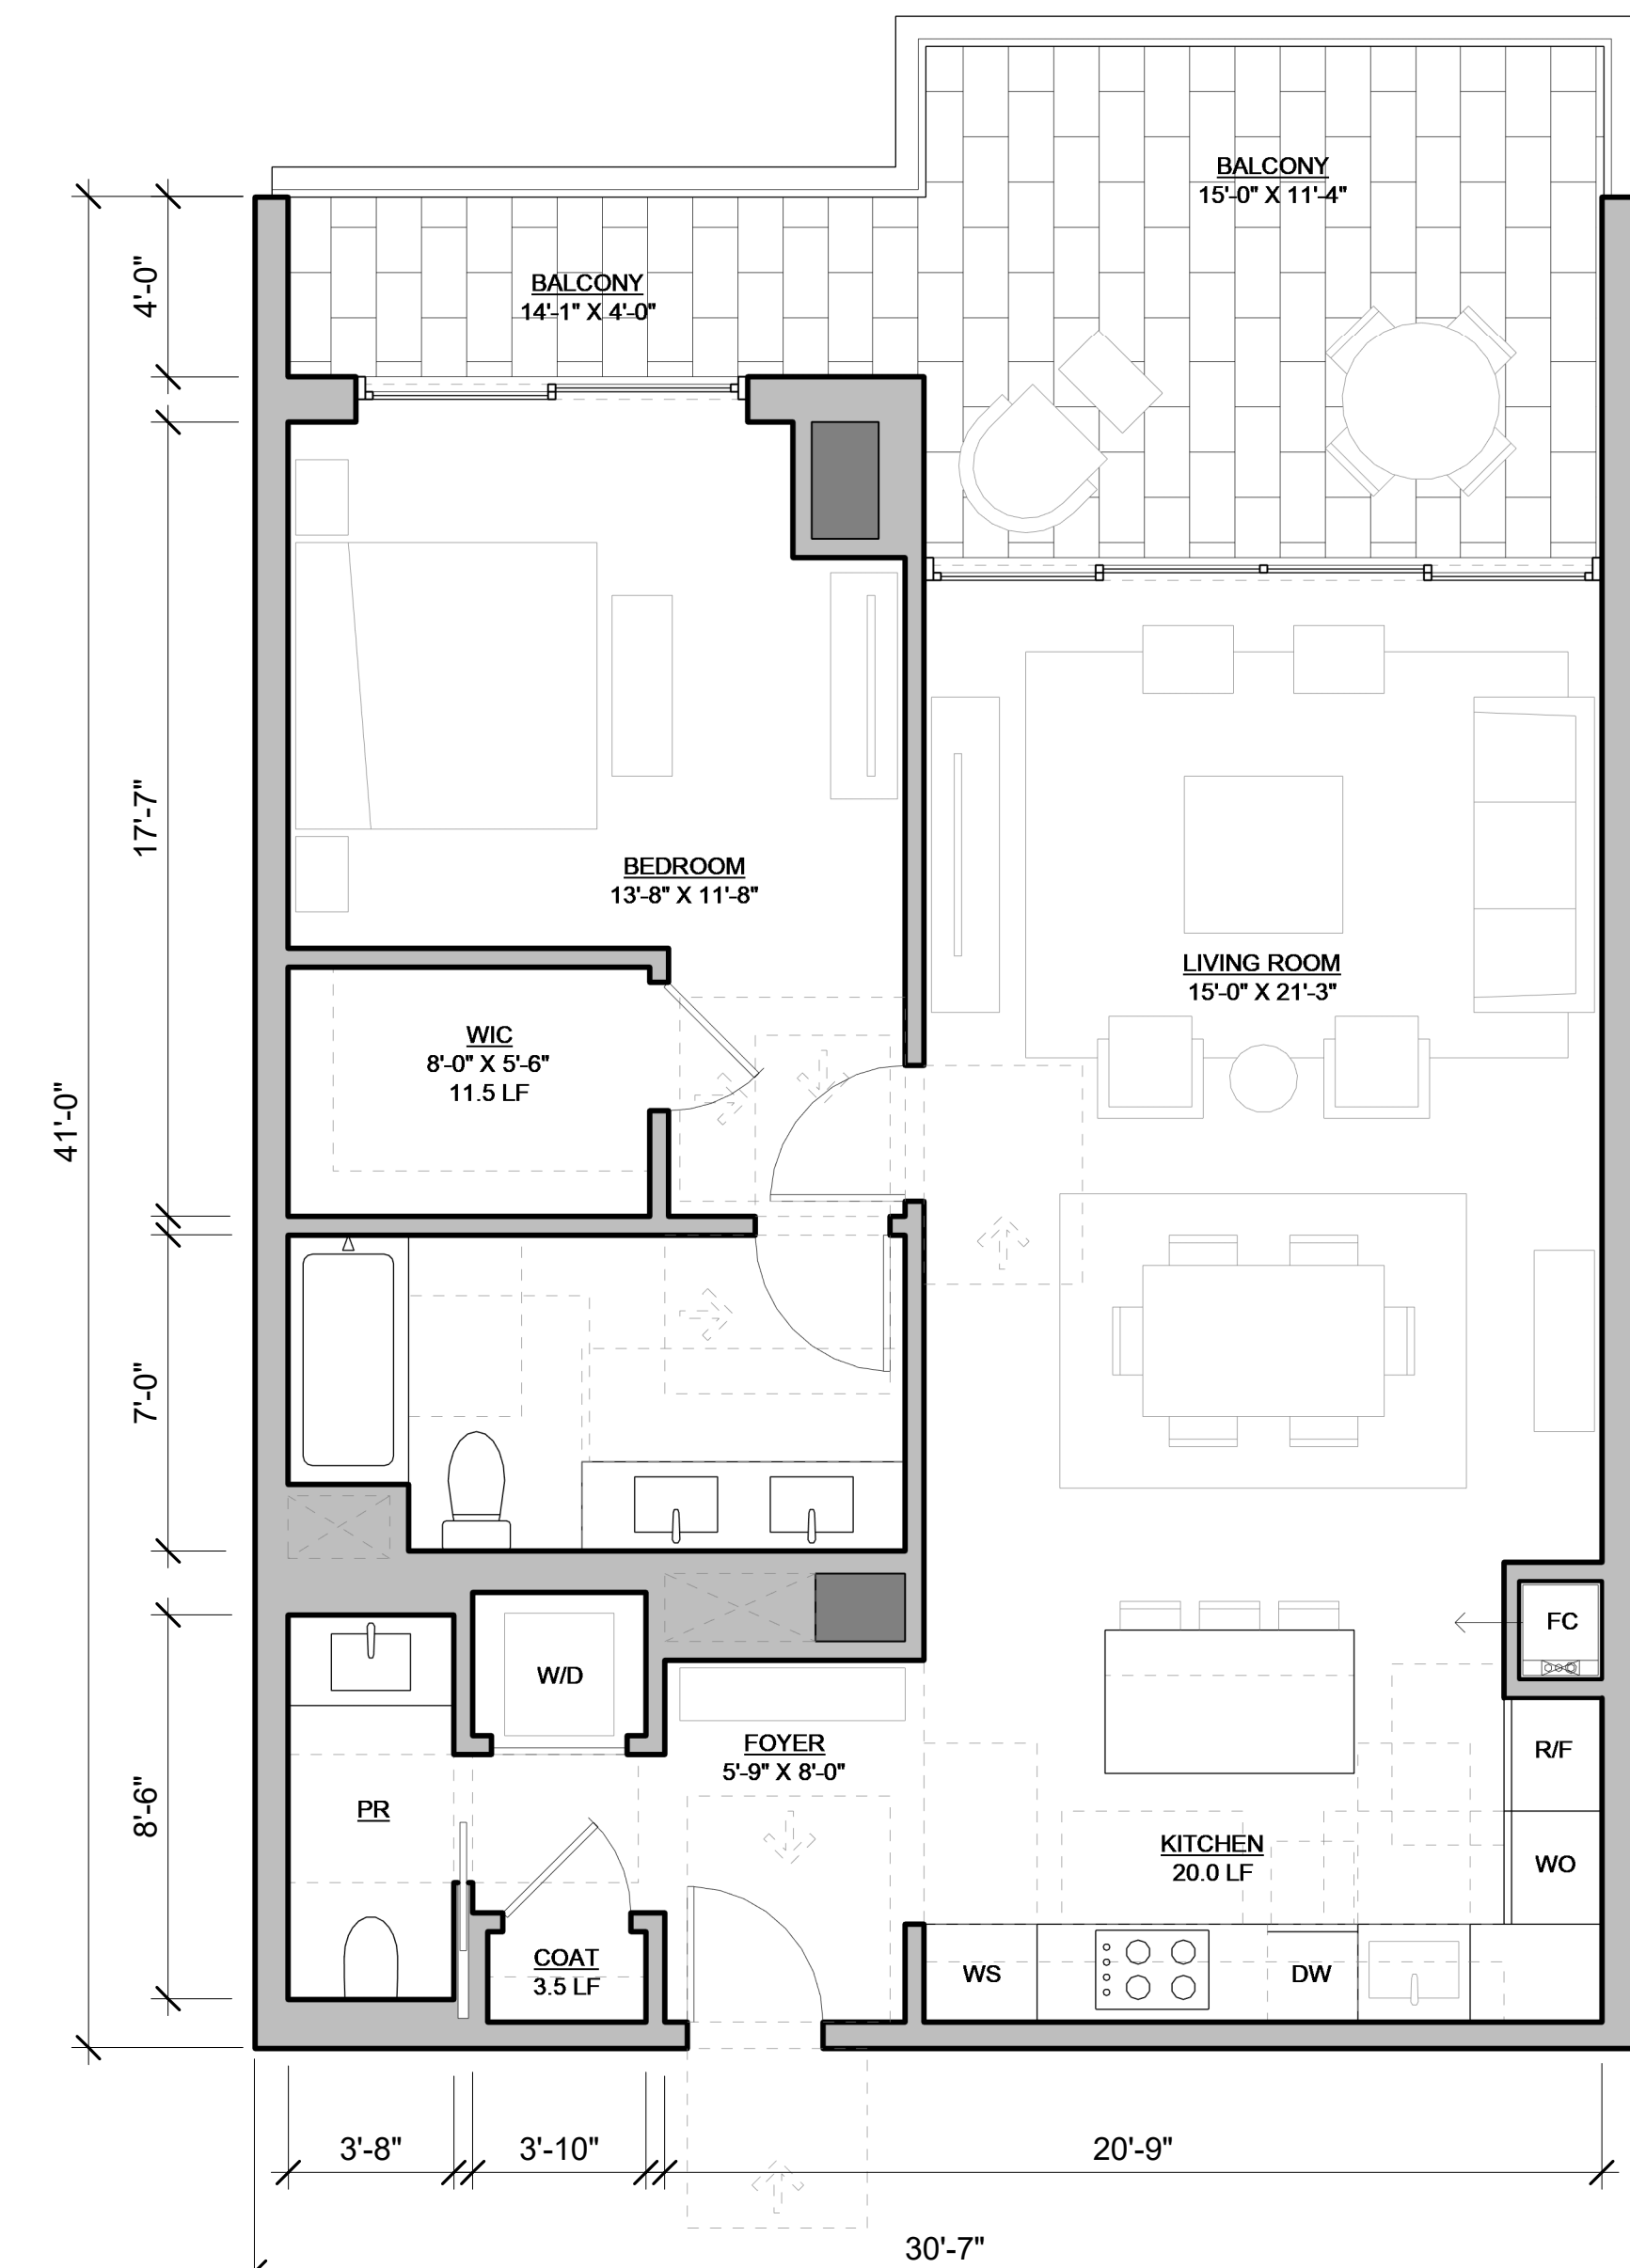 BALCONY
15'-0" X 11'-4"
BALCONY
14'-1" X 4'-0"
4'-0"
17'-7"
BEDROOM
13'-8" X 11'-8"
LIVING ROOM
15'-0" X 21'-3"
WIC
8'-0" X 5'-6"
11.5 LF
41'-0"
7'-0"
FC
W/D
FOYER
5'-9" X 8'-0"
R/F
8'-6"
PR
KITCHEN
20.0 LF
WO
COAT
3.5 LF
WS
DW
3'-8"
3'-10"
20'-9"
30'-7"